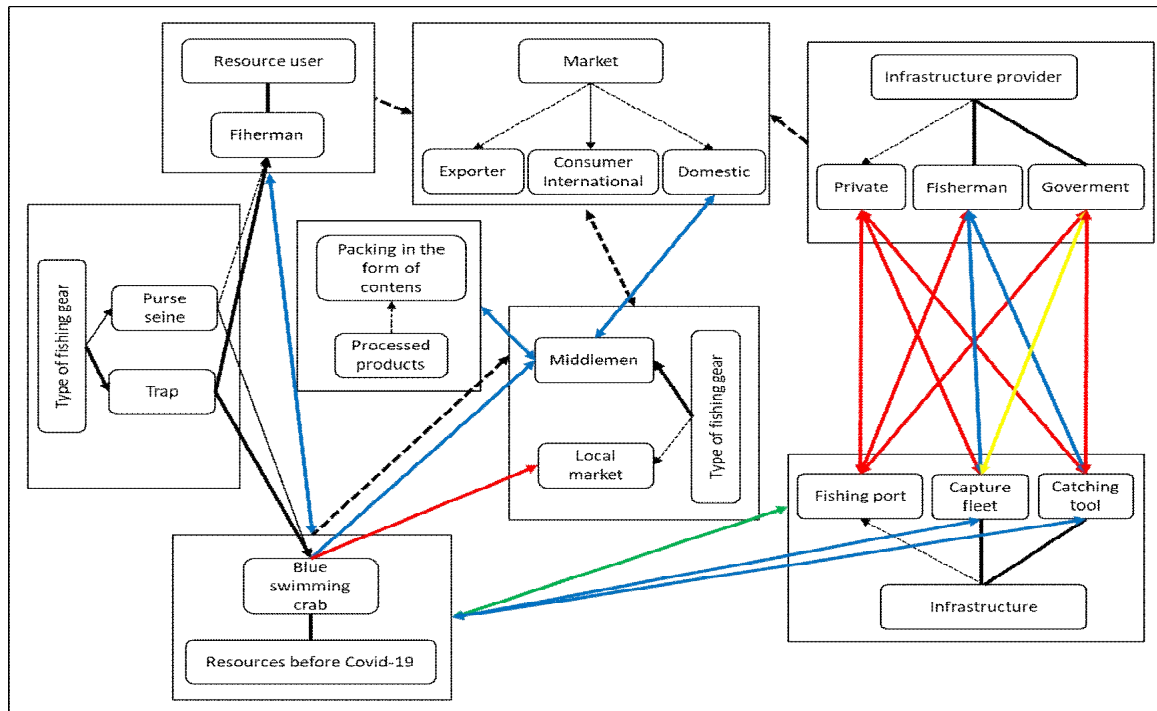 Resource user
Fiherman
Market
Exporter
Consumer
International
Domestic
Infrastructure provider
Private
Fisherman
Goverment
Type of fishing gear
Purse
seine
Trap
Packing in the
form of
contens
Processed
products
Middlemen
Local
market
Type of fishing gear
Fishing port
Capture
fleet
Catching
tool
Infrastructure
Blue
swimming
crab
Resources before Covid-19